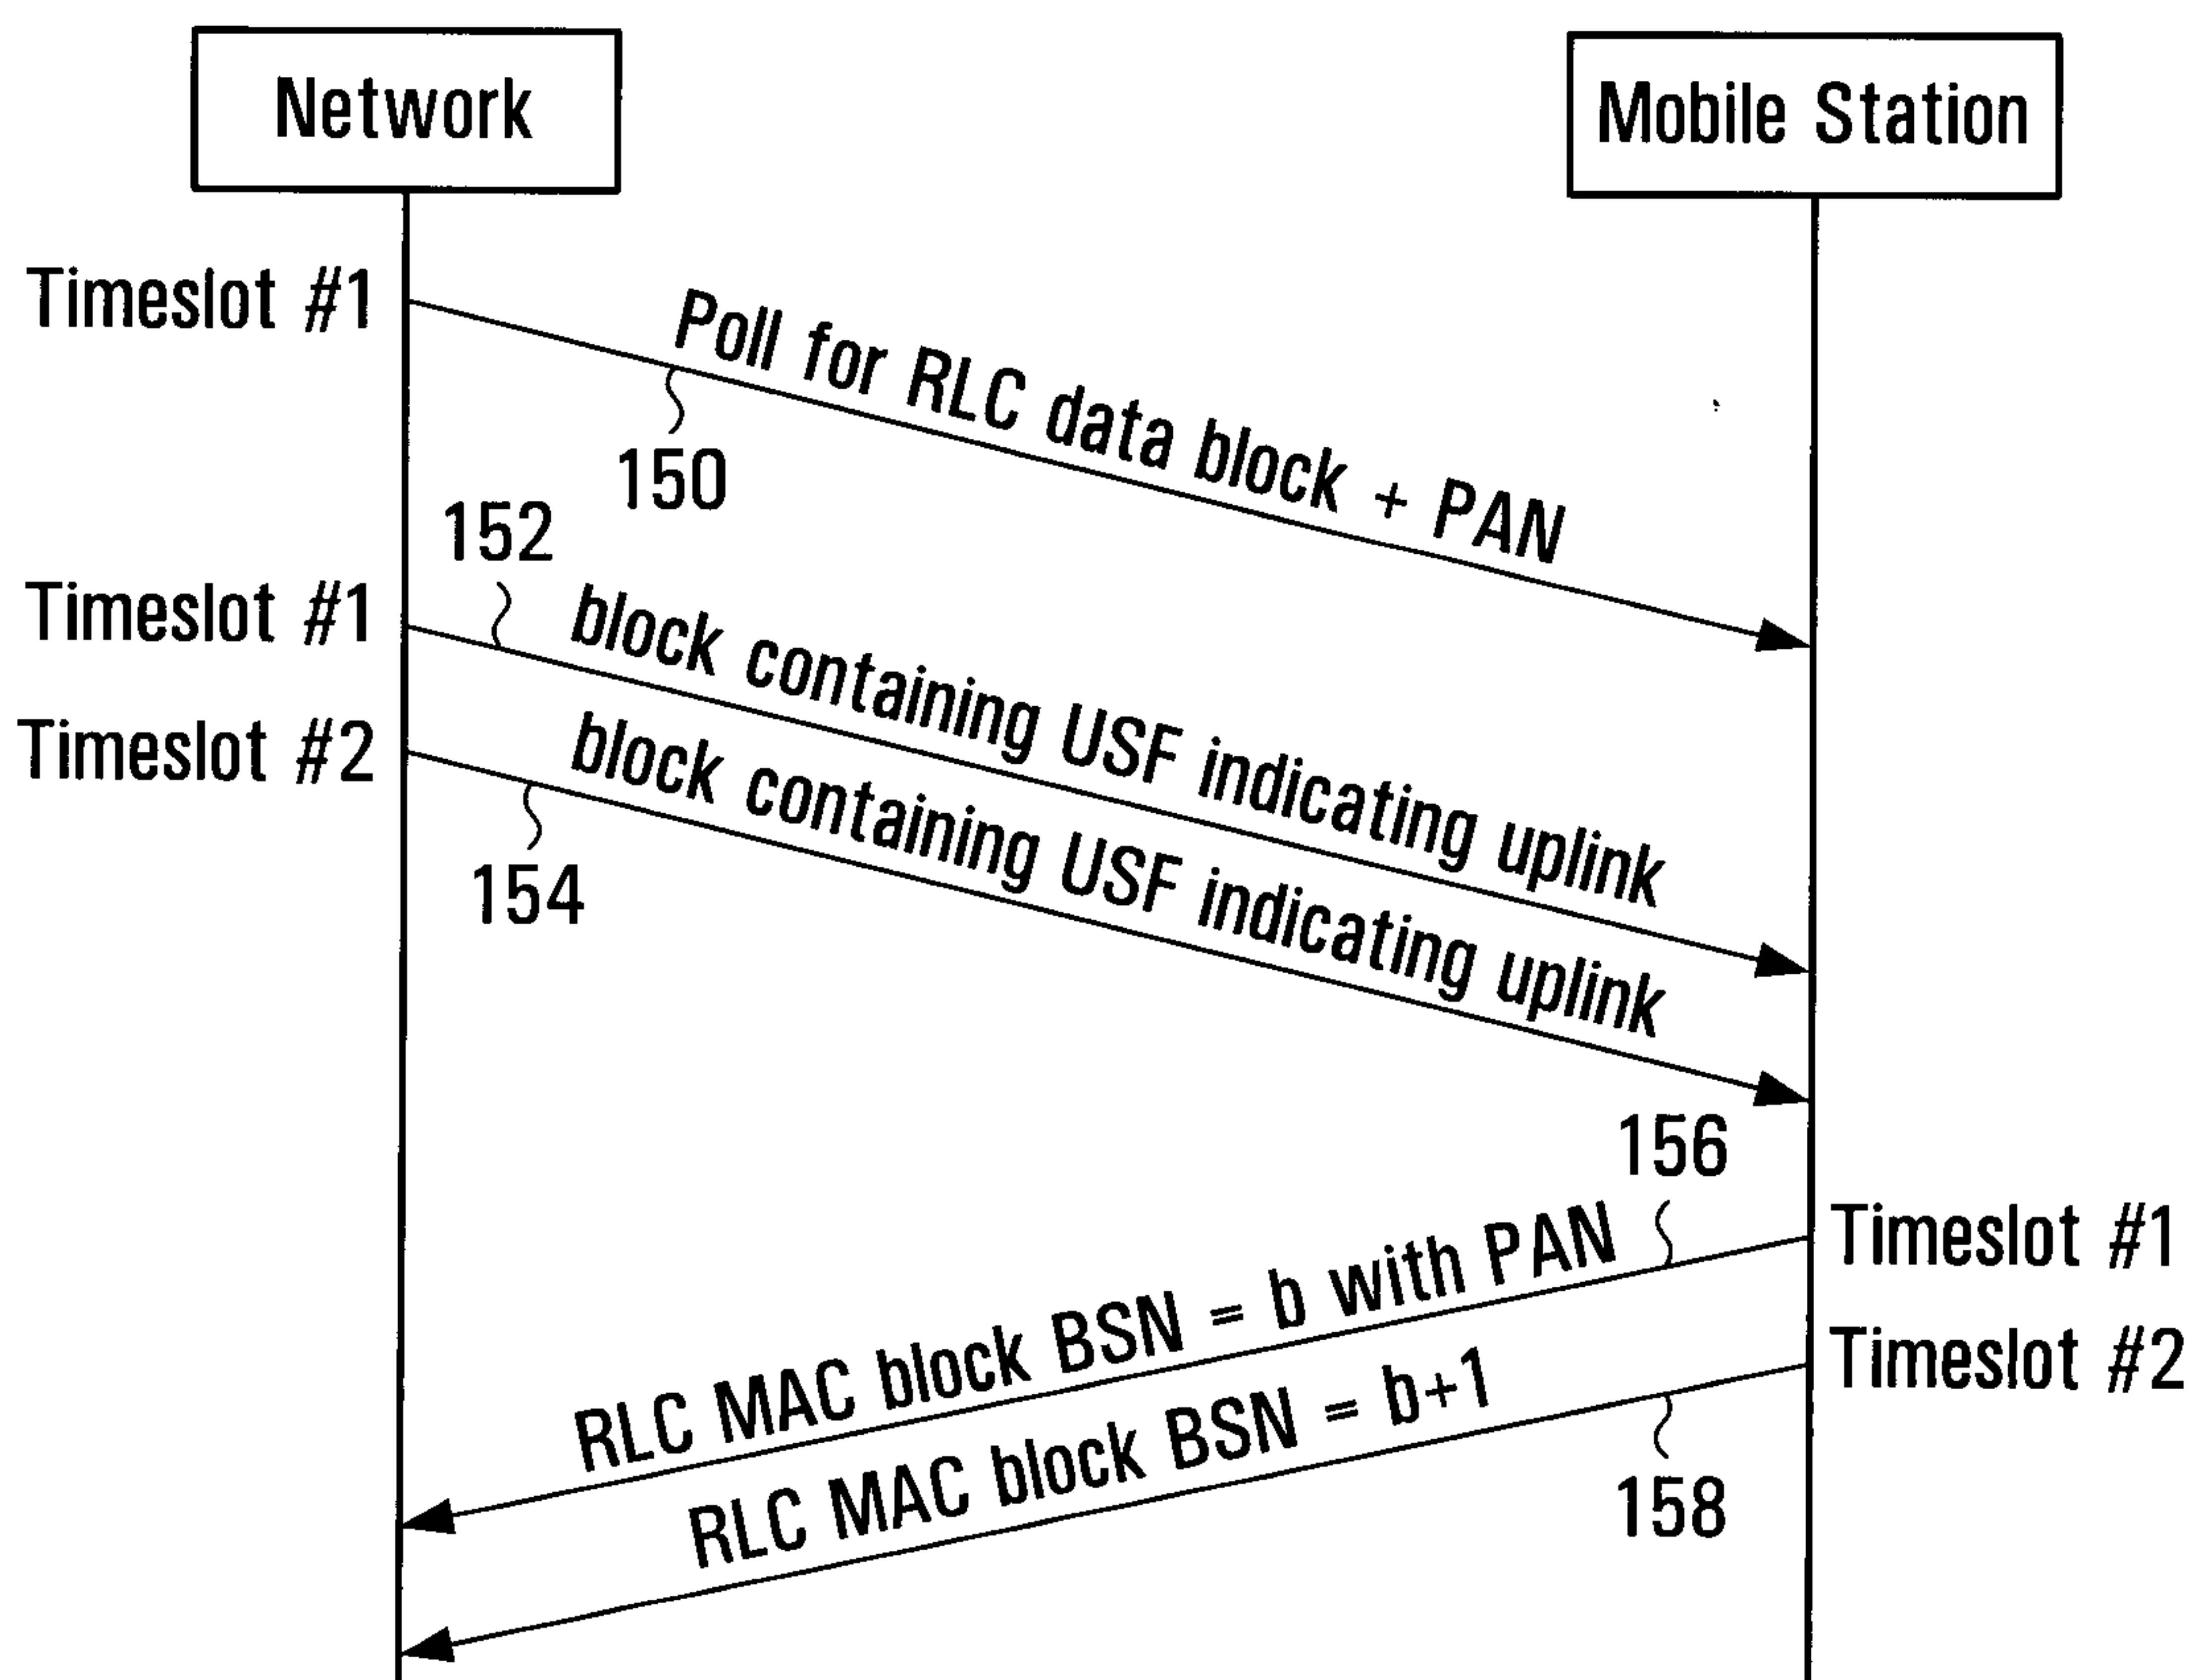 Network
Mobile Station
Timeslot #1
Poll for RLC data block + PAN
150
152
Timeslot #1
block containing USF indicating uplink
Timeslot #2
block containing USF indicating uplink
154
156
Timeslot #1
RLC MAC block BSN = b with PAN
Timeslot #2
RLC MAC block BSN = b+1
158